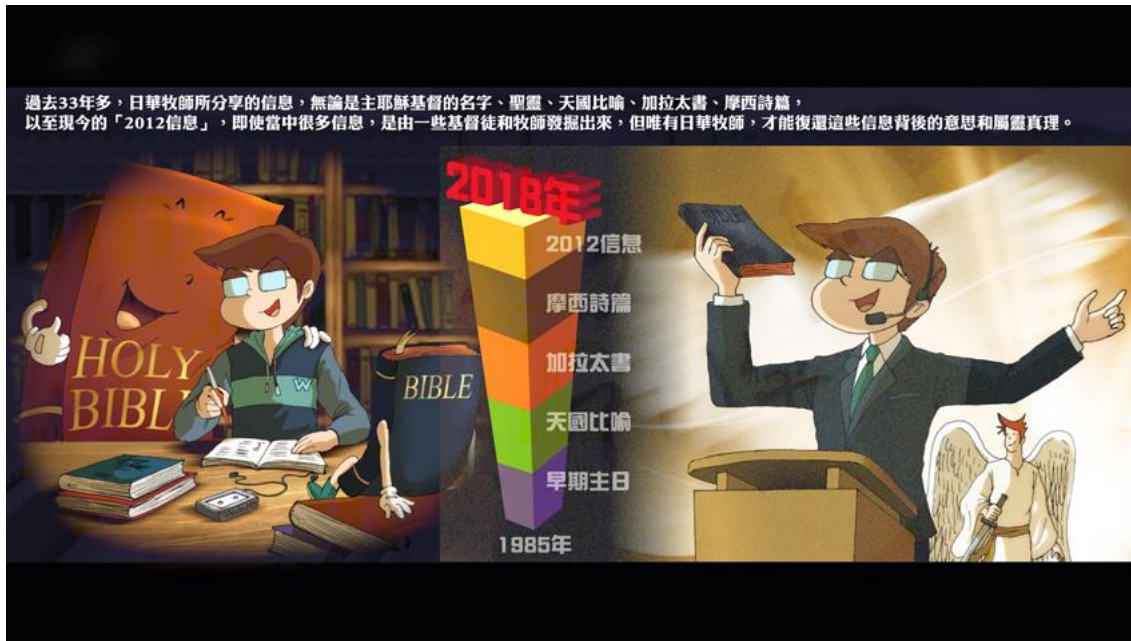 過去33年多，日華牧師所分享的信息，無論是主耶穌基督的名字、聖靈、天國比喻、加拉太書、摩西詩篇，
以至現今的「2012信息」，即使當中很多信息，是由一些基督徒和牧師發掘出來，但唯有日華牧師，才能復還這些信息背後的意思和屬靈真理。
2018年
2012信息
摩西詩篇
加拉太書
天國比喻
早期主日
1985年
HOLY
BIBL
W
BIBLE
BIBLE